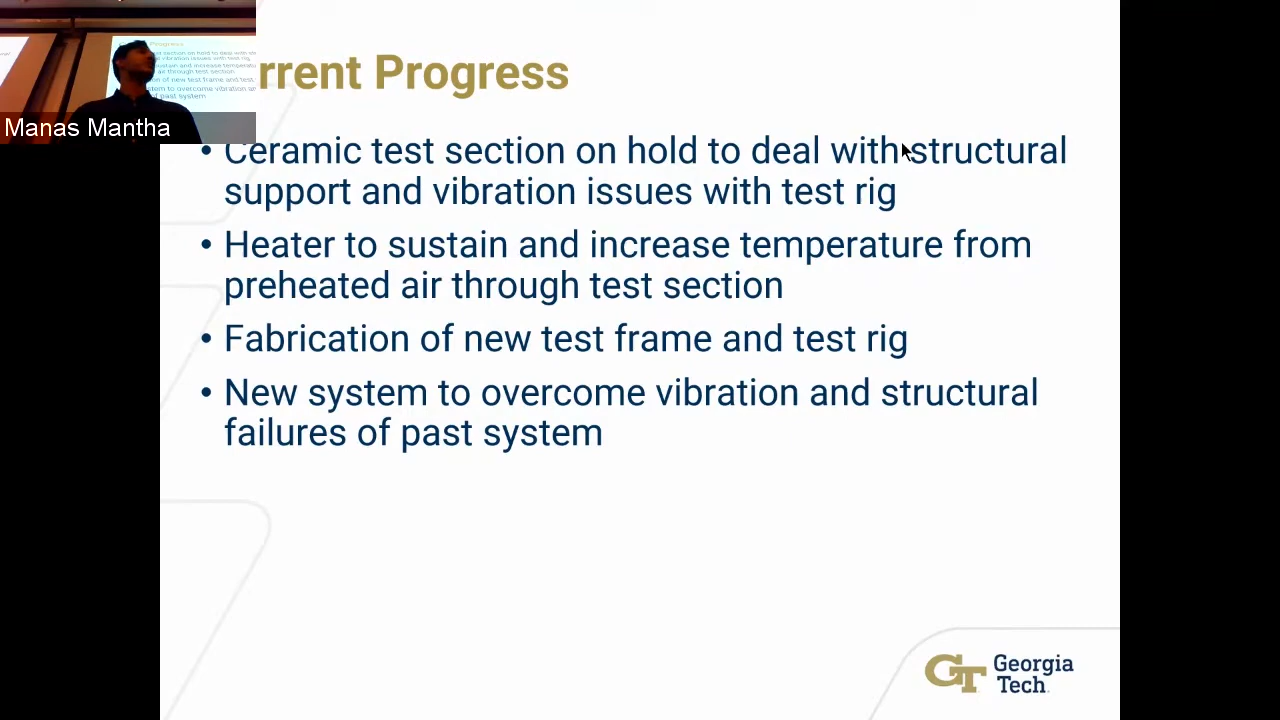 rrent Progress
Manas Mantha
• Ceramic test section on hold to deal with structural
support and vibration issues with test rig
• Heater to sustain and increase temperature from
preheated air through test section
• Fabrication of new test frame and test rig
• New system to overcome vibration and structural
failures of past system
GT Georgia
Tech